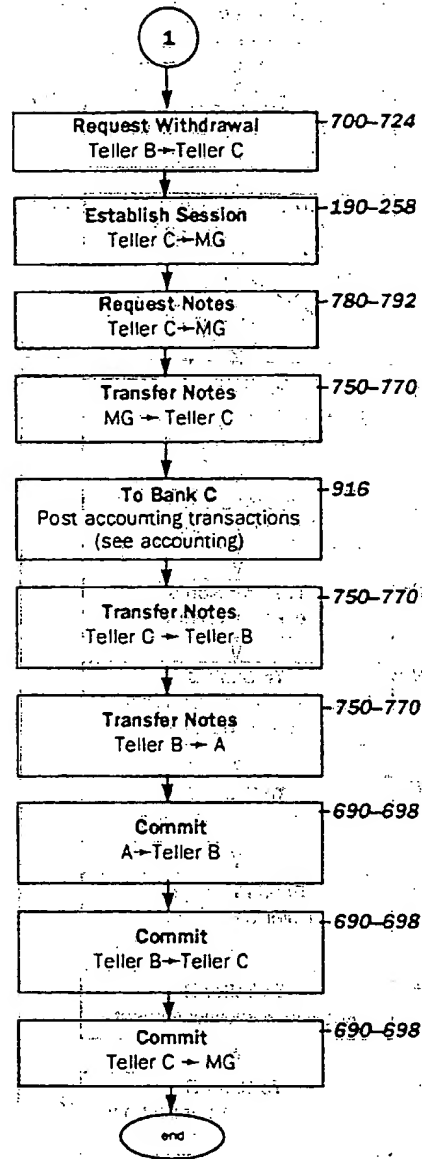 1
Request Withdrawal
Teller B→Teller C
700–724
Establish Session
Teller C→MG
190–258
Request Notes
Teller C→MG
780–792
Transfer Notes
MG → Teller C
750–770
To Bank C
Post accounting transactions
(see accounting)
916
Transfer Notes
Teller C → Teller B
750–770
Transfer Notes
Teller B → A
750–770
Commit
A→Teller B
690–698
Commit
Teller B→Teller C
690–698
Commit
Teller C → MG
690–698
end